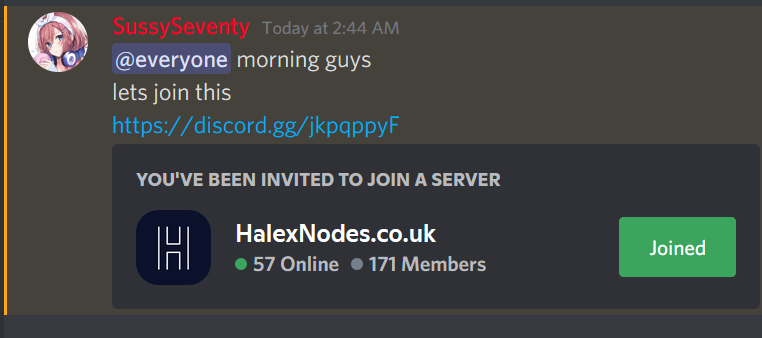 SussySeventy Today at 2:44 AM
@everyone morning guys
lets join this
https://discord.gg/jkpqppyF
YOU'VE BEEN INVITED TO JOIN A SERVER
H
HalexNodes.co.uk
57 Online 171 Members
Joined